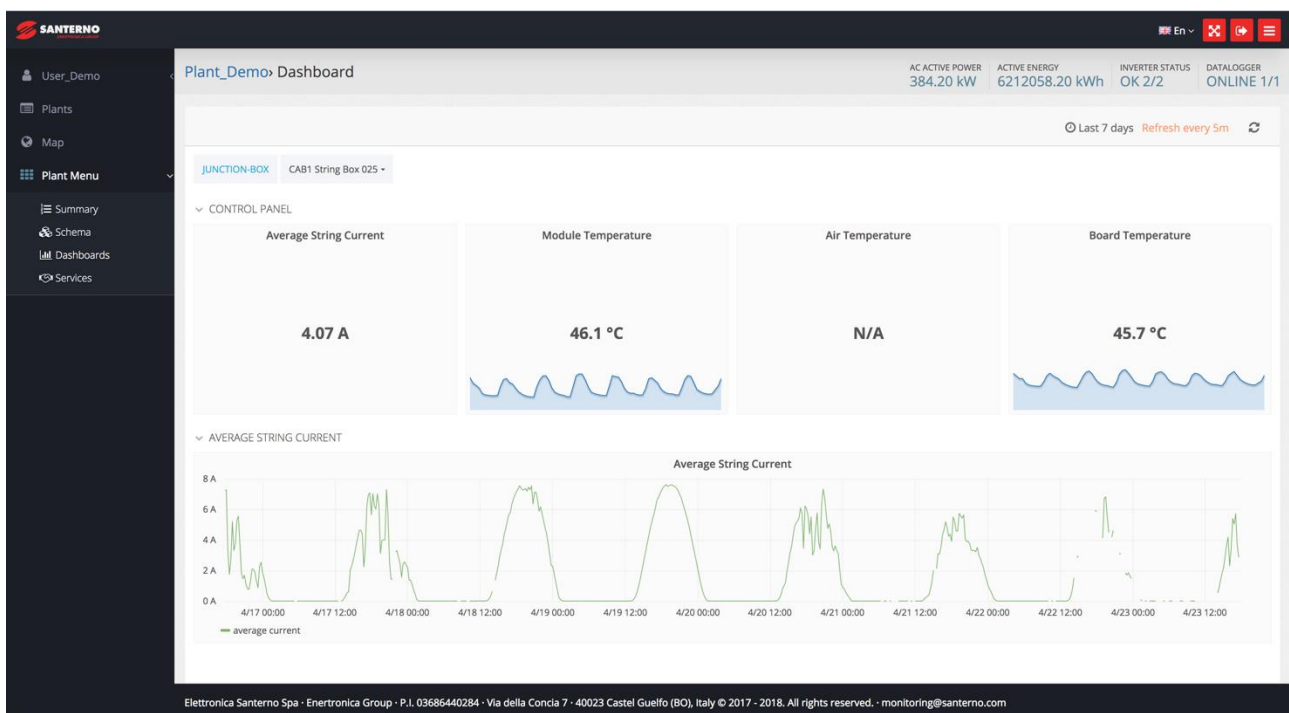 SANTERNO
En
User_Demo
Plants
Map
Plant Menu
Summary
Schema
Dashboards
Services
Plant_Demo› Dashboard
AC ACTIVE POWER
384.20 kW
ACTIVE ENERGY
6212058.20 kWh
INVERTER STATUS
OK 2/2
DATALOGGER
ONLINE 1/1
Last 7 days Refresh every 5m
JUNCTION-BOX CAB1 String Box 025
CONTROL PANEL
Average String Current
4.07 A
Module Temperature
46.1 °C
Air Temperature
N/A
Board Temperature
45.7 °C
AVERAGE STRING CURRENT
Average String Current
8 A
6 A
4 A
2 A
0 A
4/17 00:00 4/17 12:00 4/18 00:00 4/18 12:00 4/19 00:00 4/19 12:00 4/20 00:00 4/20 12:00 4/21 00:00 4/21 12:00 4/22 00:00 4/22 12:00 4/23 00:00 4/23 12:00
average current
Elettronica Santerno Spa · Enertronica Group · P.I. 03686440284 · Via della Concia 7 · 40023 Castel Guelfo (BO), Italy © 2017 - 2018. All rights reserved. · monitoring@santerno.com